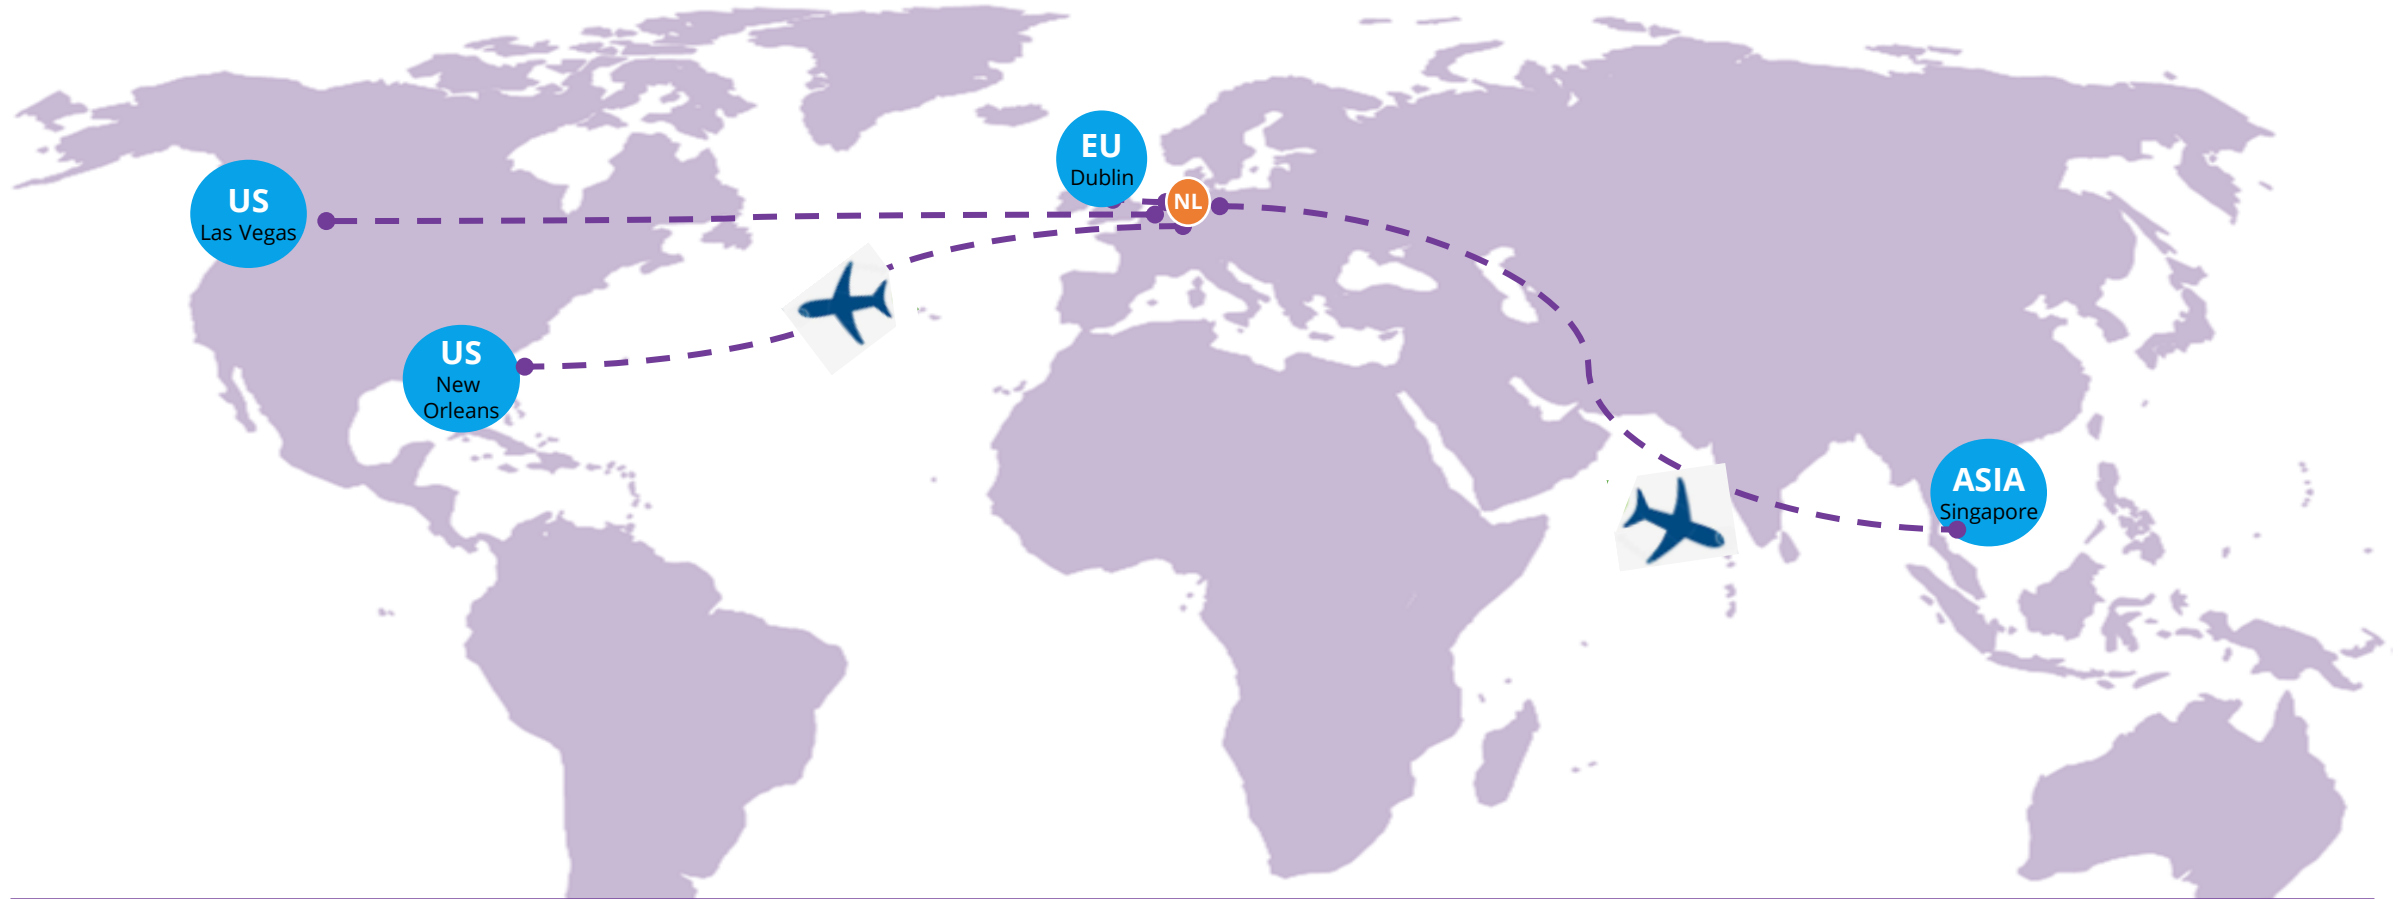 EU
Dublin
NL
US
Las Vegas
US
New
Orleans
ASIA
Singapore